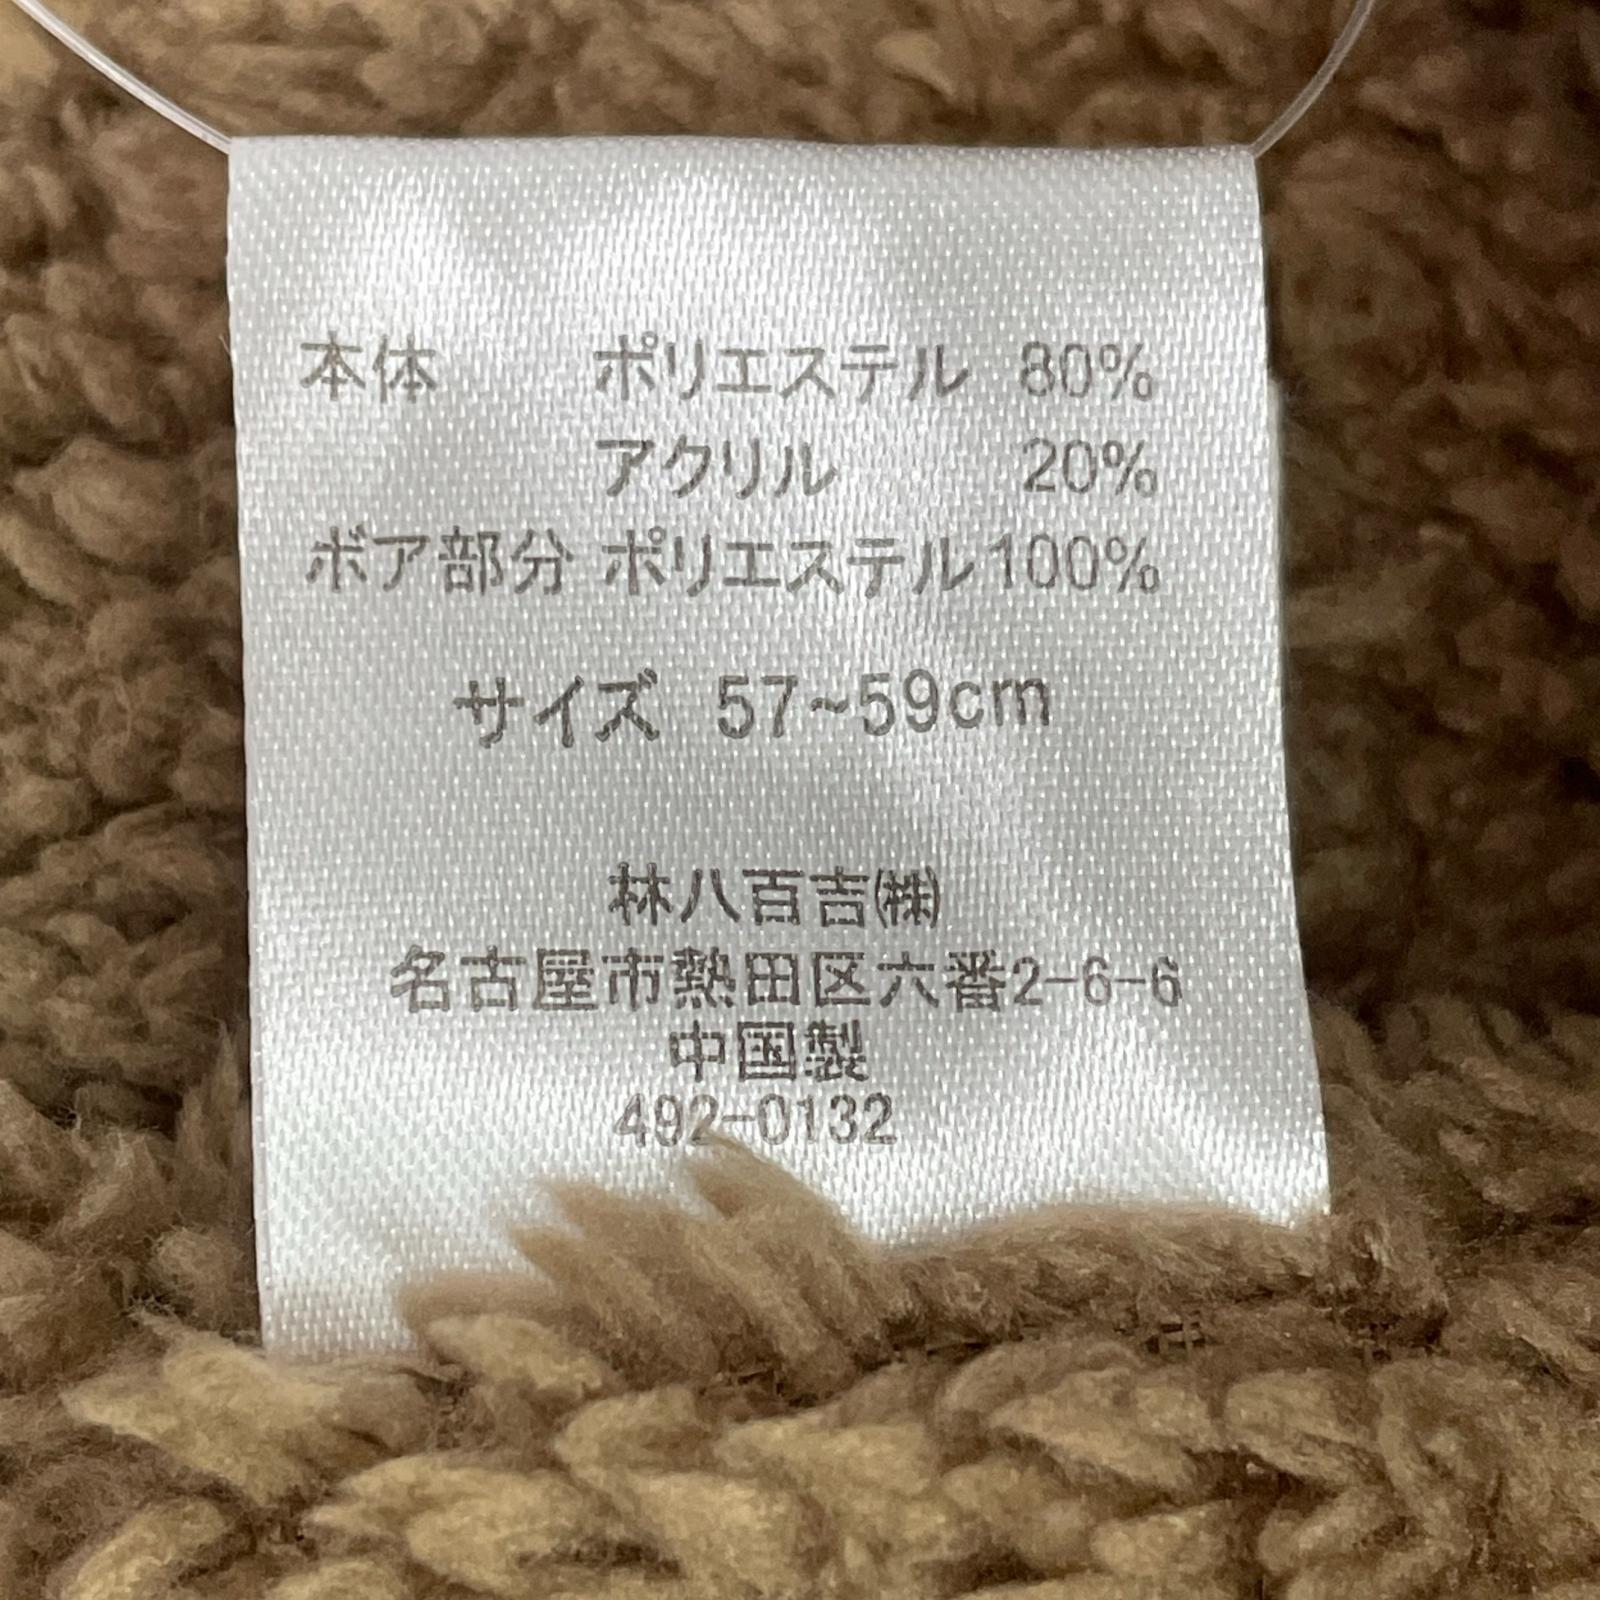 本体 ポリエステル 80%
アクリル 20%
ボア部分 ポリエステル100%
サイズ 57~59cm
林八百吉㈱
名古屋市熱田区六番2-6-6
中国製
492-0132